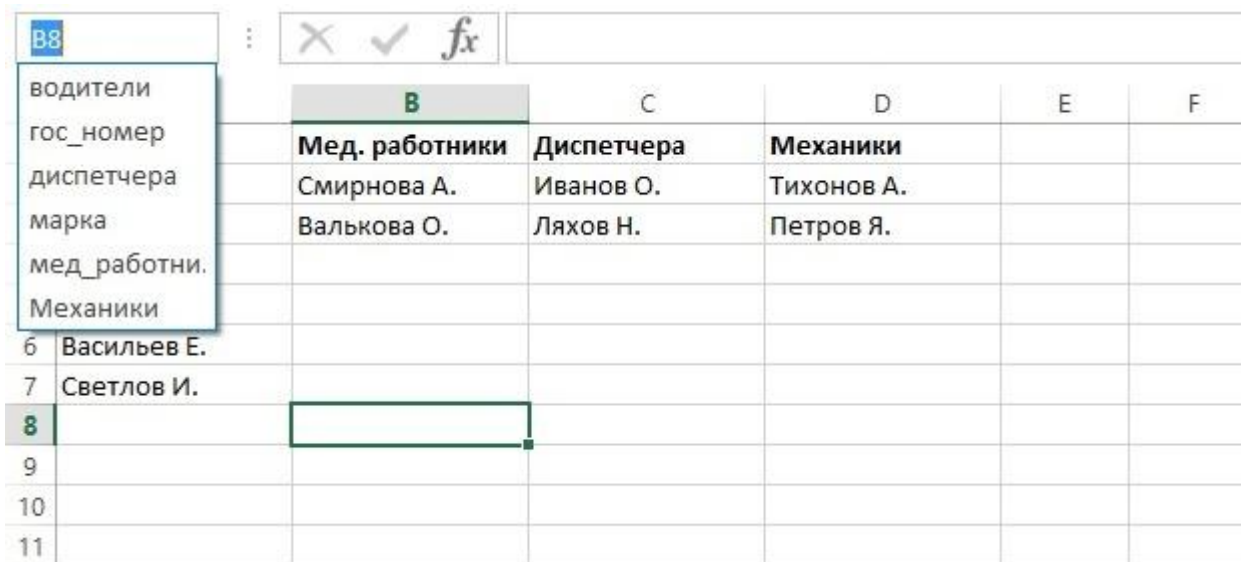 B8 fx
водители
гос_номер
диспетчера
марка
мед_работни.
Механики
B C D E F
Мед. работники Диспетчера Механики
Смирнова А. Иванов О. Тихонов А.
Валькова О. Ляхов Н. Петров Я.
6 Васильев Е.
7 Светлов И.
8
9
10
11